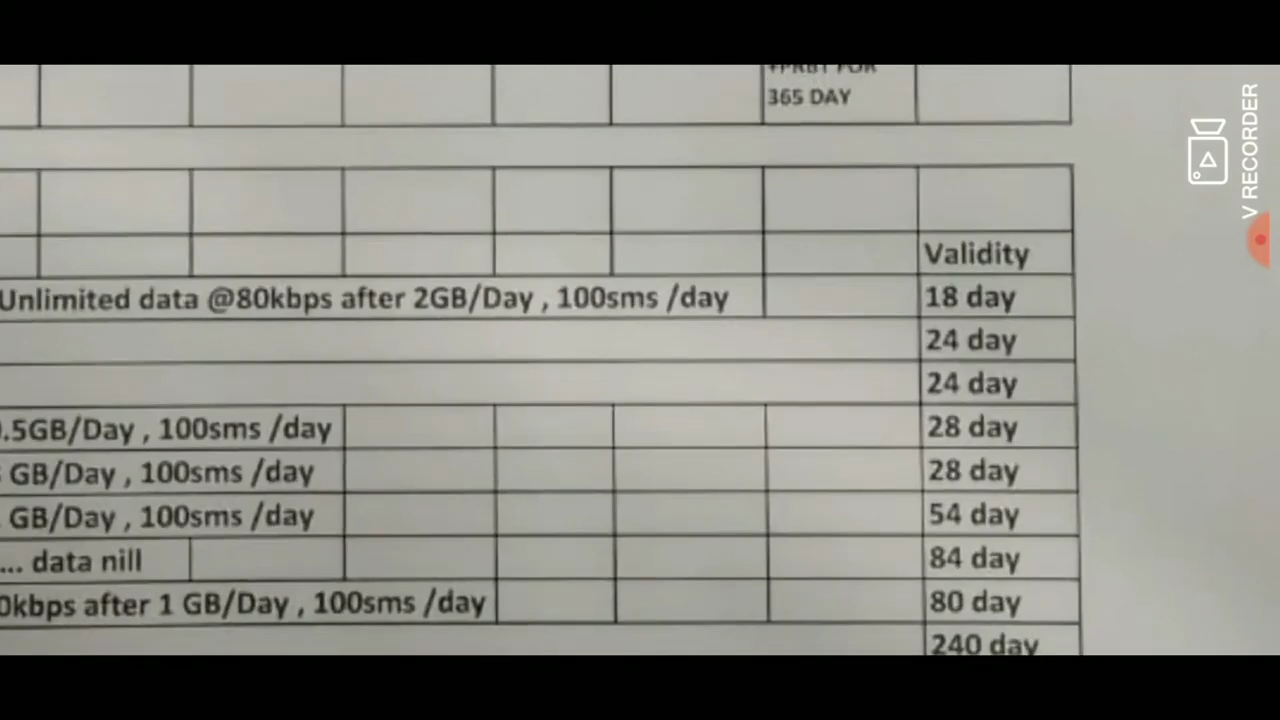 +PRBT FOR
365 DAY
V RECORDER
Validity
Unlimited data @80kbps after 2GB/Day , 100sms /day 18 day
24 day
24 day
.5GB/Day , 100sms /day 28 day
GB/Day , 100sms /day 28 day
GB/Day , 100sms /day 54 day
... data nill 84 day
0kbps after 1 GB/Day , 100sms /day 80 day
240 day